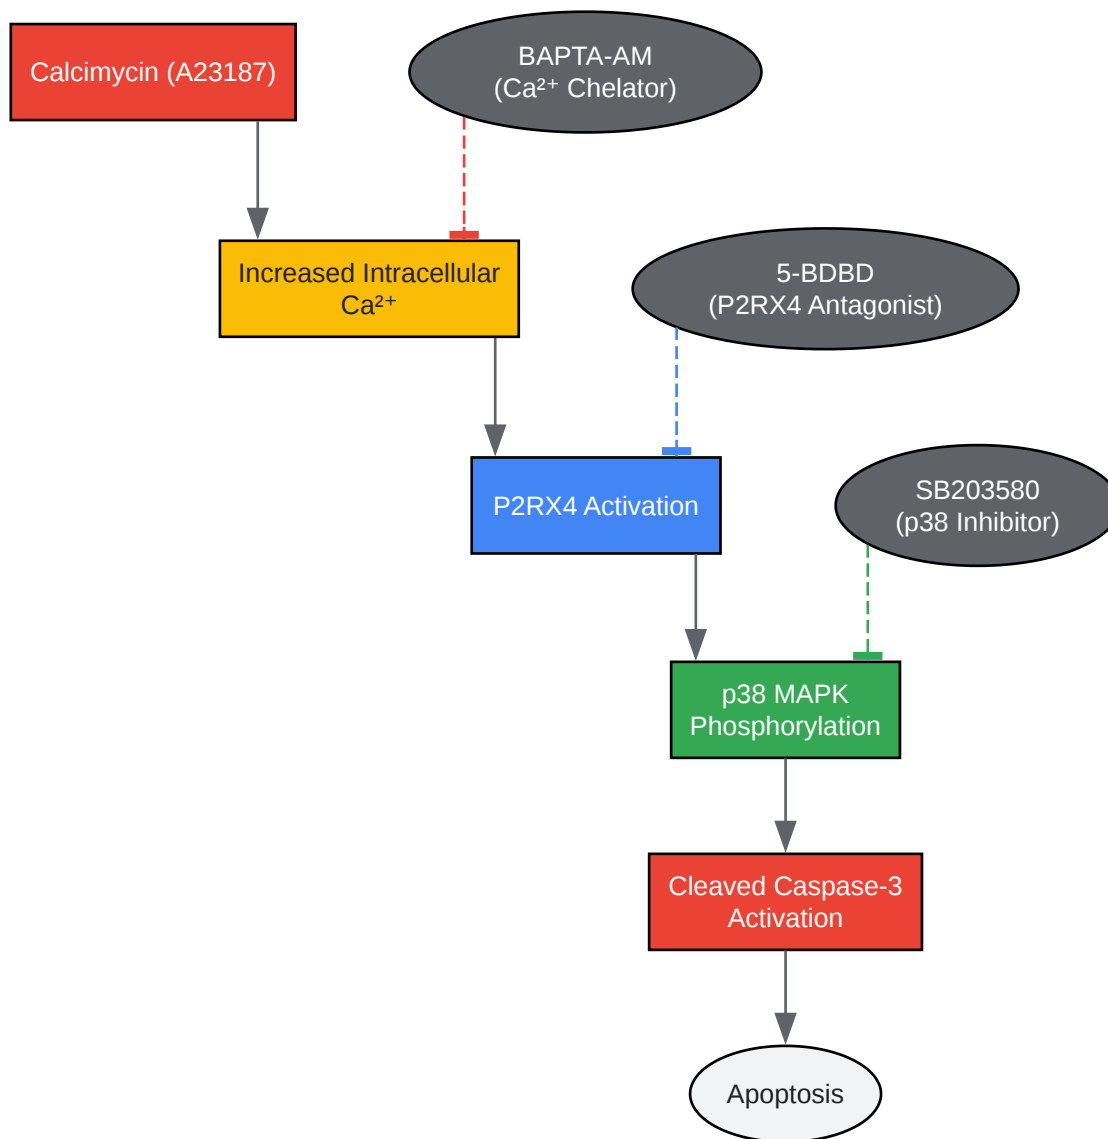 Calcimycin (A23187)
BAPTA-AM
(Ca²⁺ Chelator)
Increased Intracellular
Ca²⁺
5-BDBD
(P2RX4 Antagonist)
P2RX4 Activation
SB203580
(p38 Inhibitor)
p38 MAPK
Phosphorylation
Cleaved Caspase-3
Activation
Apoptosis